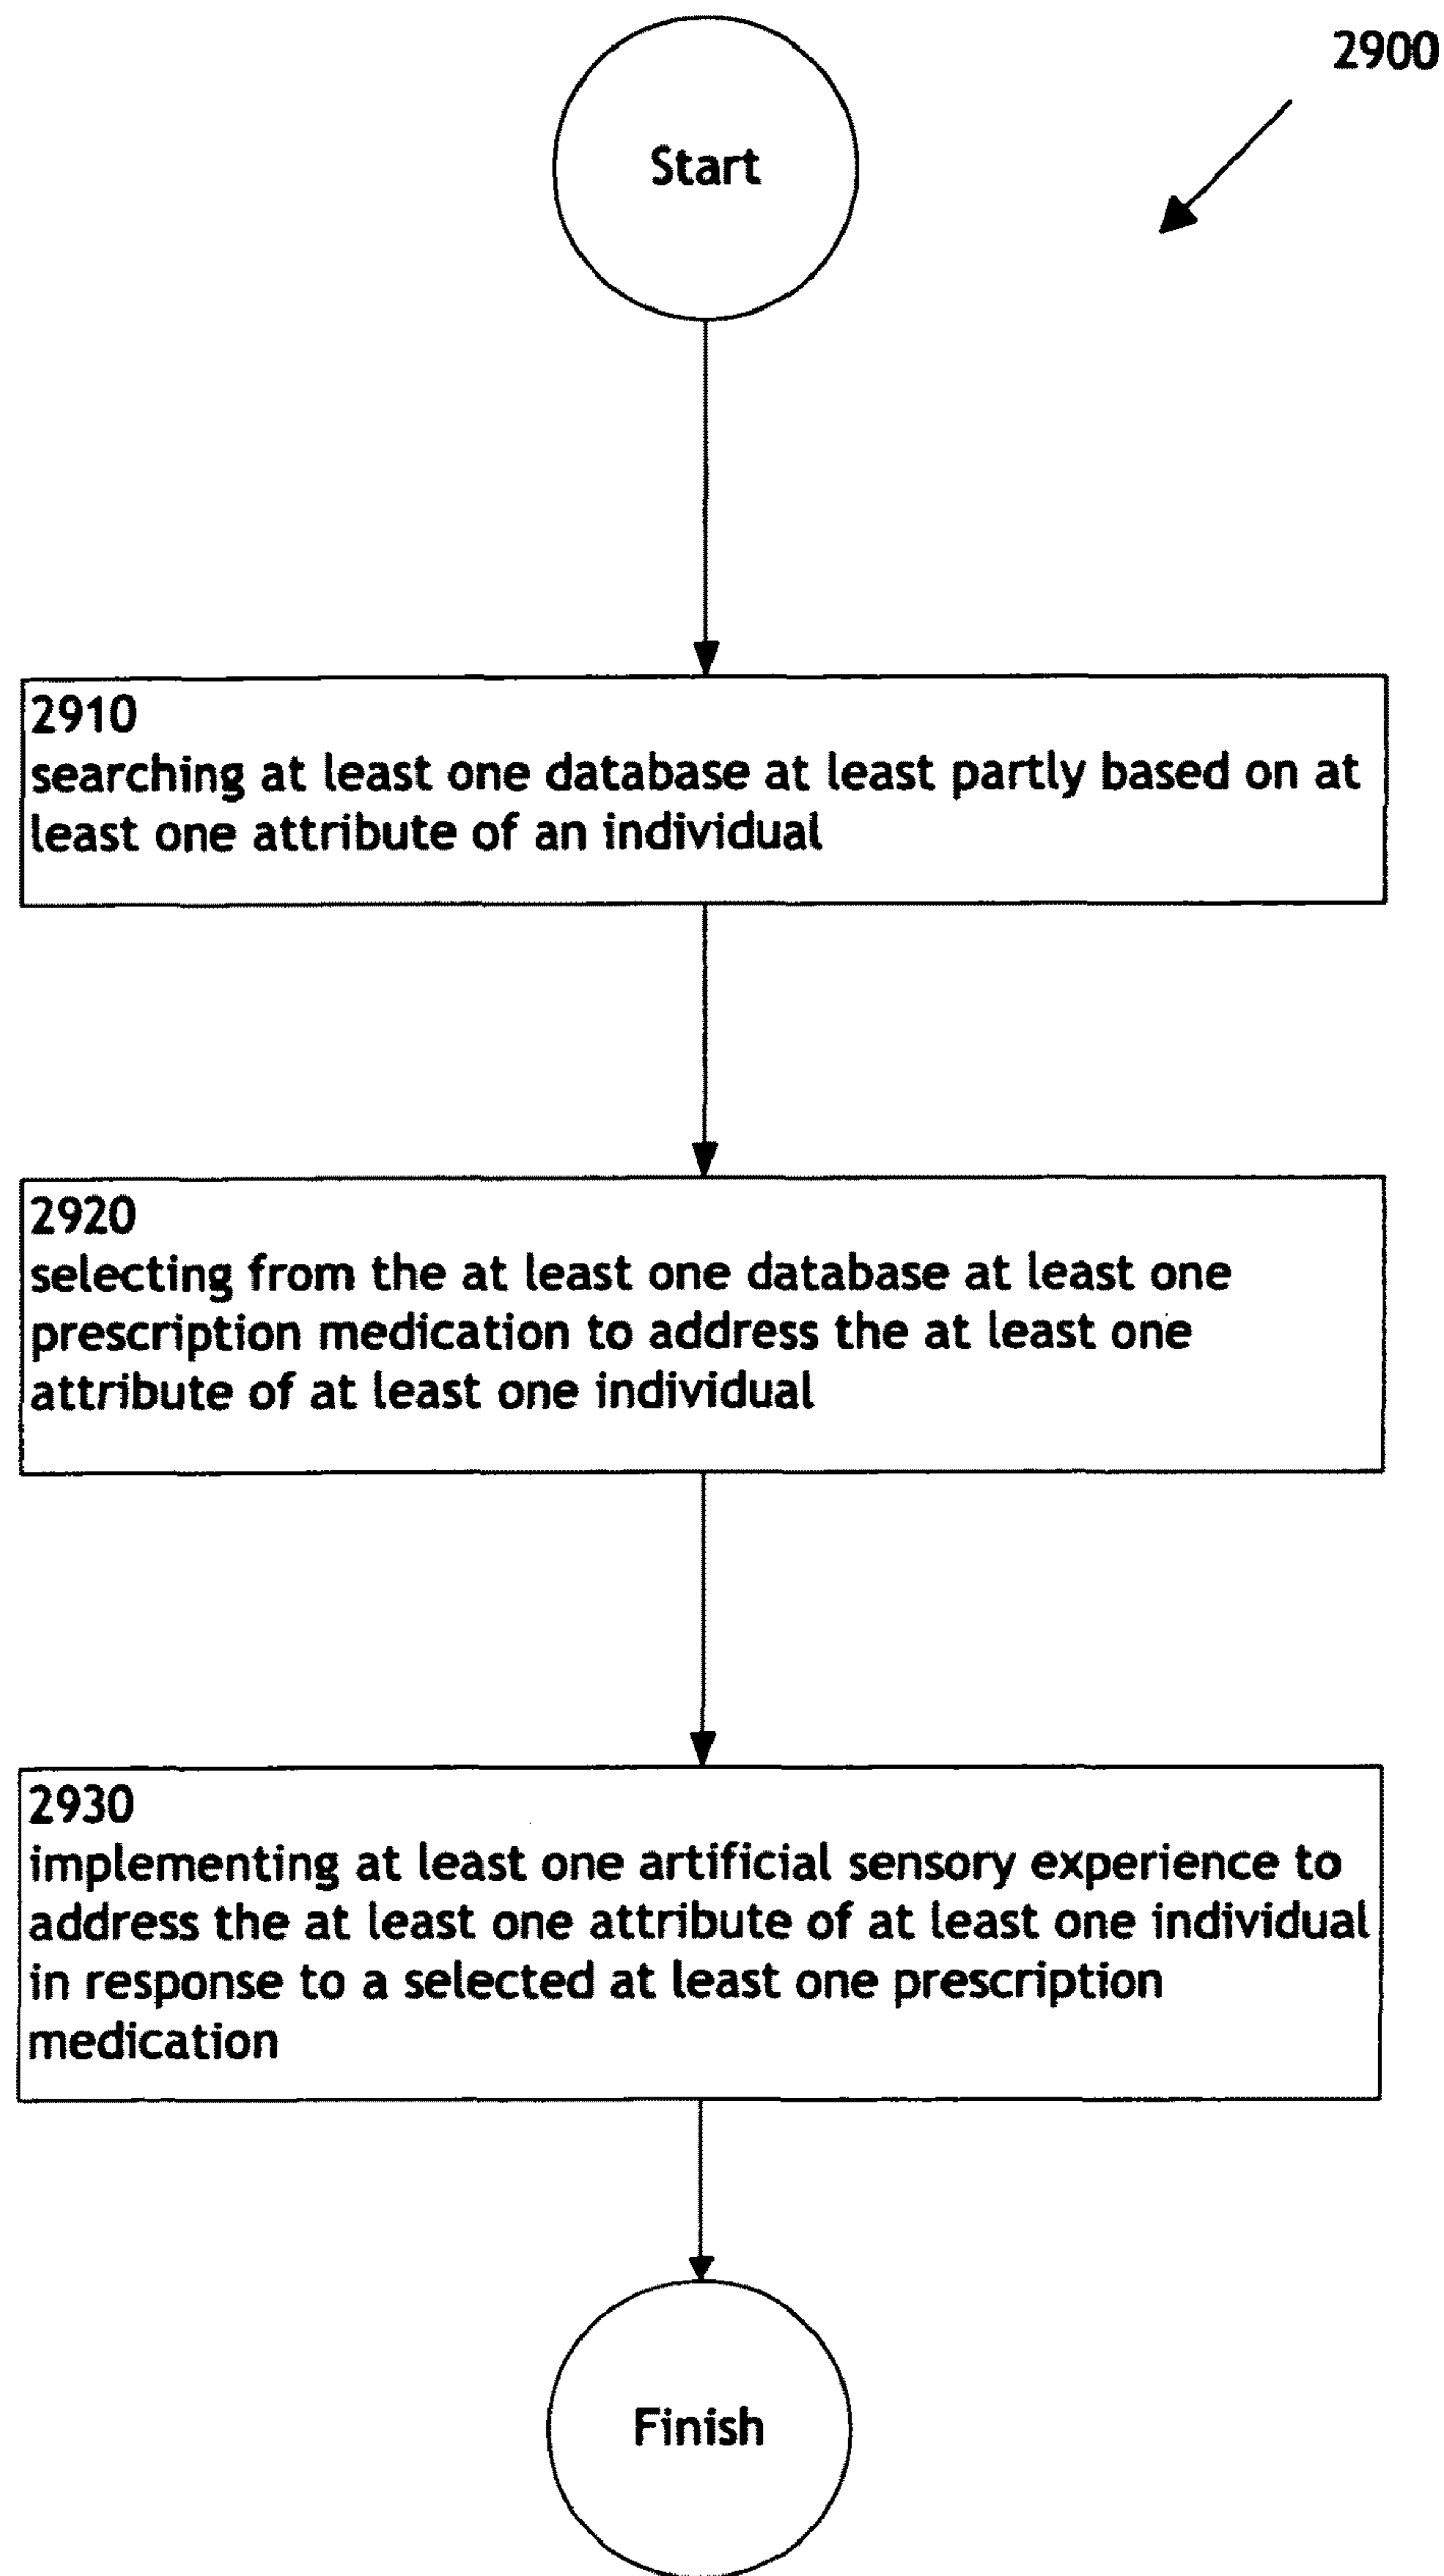 2900
Start
2910
searching at least one database at least partly based on at
least one attribute of an individual
2920
selecting from the at least one database at least one
prescription medication to address the at least one
attribute of at least one individual
2930
implementing at least one artificial sensory experience to
address the at least one attribute of at least one individual
in response to a selected at least one prescription
medication
Finish